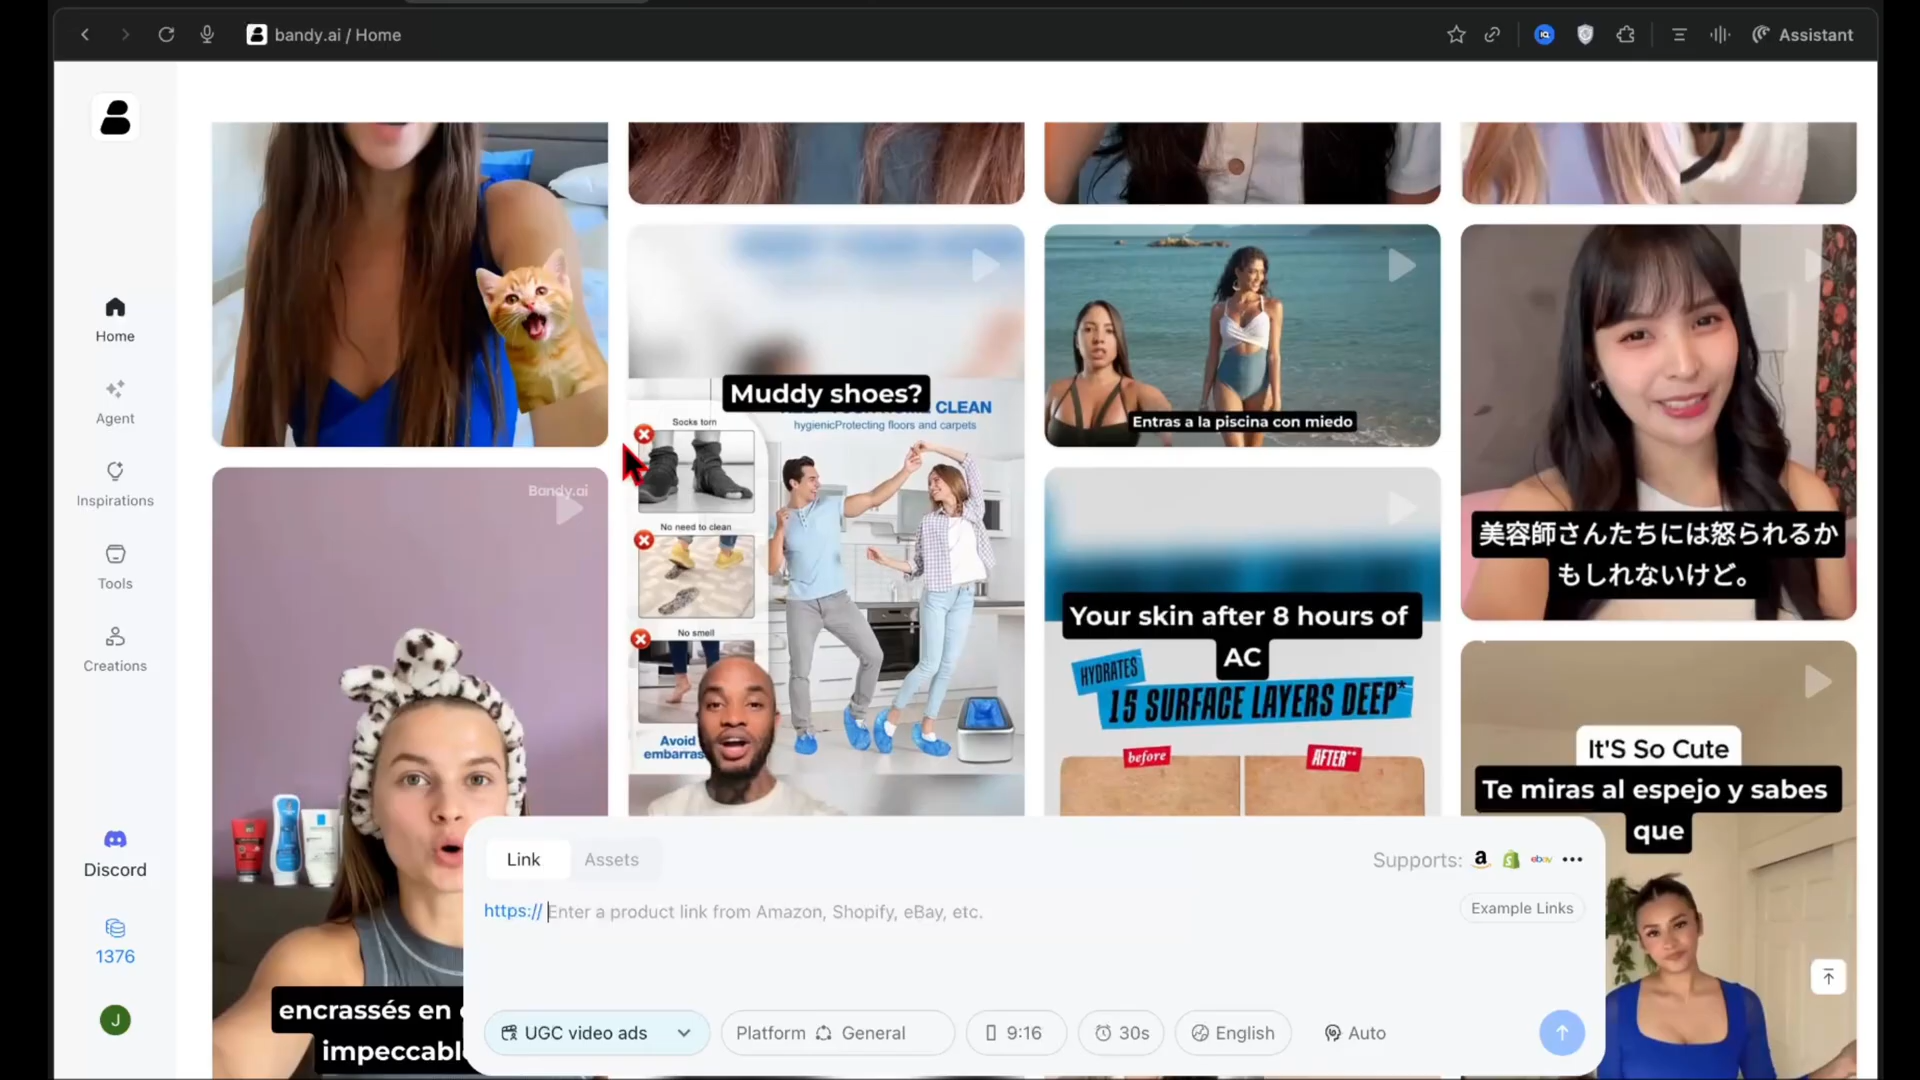 bandy.ai / Home
Assistant
Home
Agent
Inspirations
Tools
Creations
Discord
1376
J
Muddy shoes?
CLEAN
hygienicProtecting floors and carpets
Socks torn
No need to clean
No smell
Avoid
embarras
Entras a la piscina con miedo
美容師さんたちには怒られるか
もしれないけど。
Bandy.ai
Your skin after 8 hours of
AC
HYDRATES
15 SURFACE LAYERS DEEP*
before
AFTER**
It'S So Cute
Te miras al espejo y sabes
que
encrassés en
impeccabl
Link
Assets
Supports:
a
ebay
https://
Enter a product link from Amazon, Shopify, eBay, etc.
Example Links
UGC video ads
Platform
General
9:16
30s
English
Auto